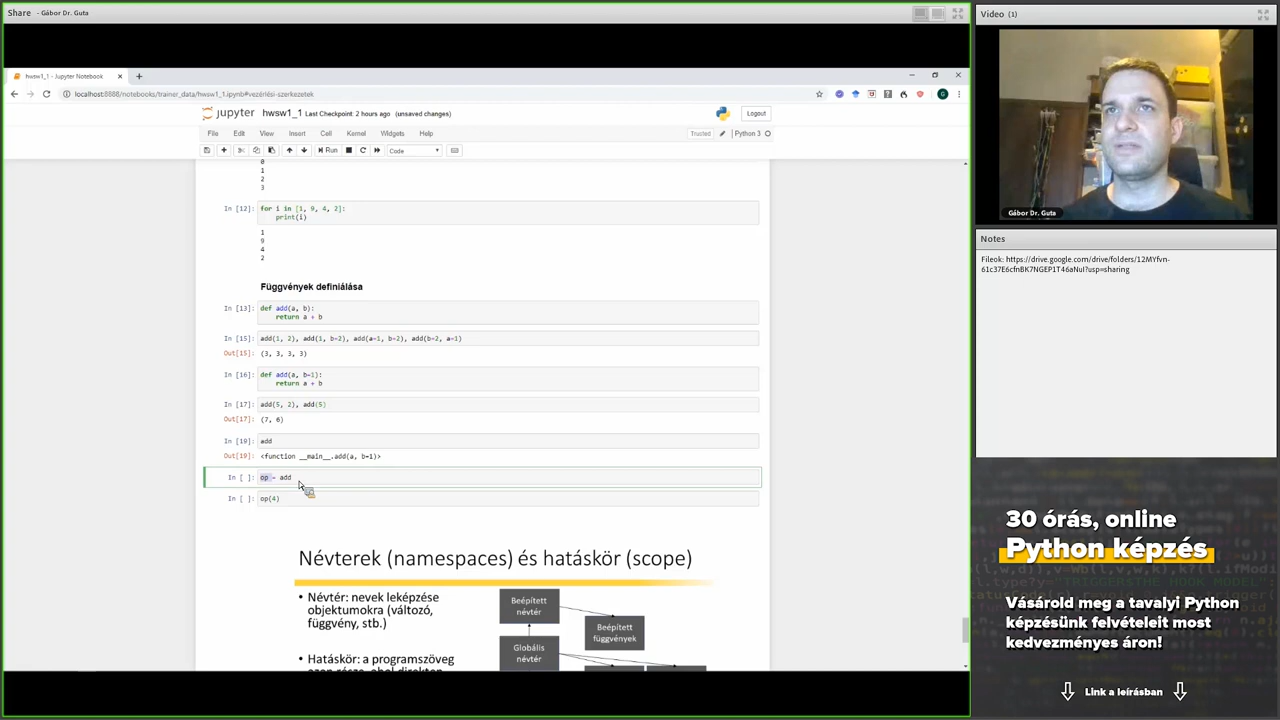 Share - Gábor Dr. Guta
hwsw1_1 - Jupyter Notebook
localhost:8888/notebooks/trainer_data/hwsw1_1.ipynb#vezérlési-szerkezetek
jupyter hwsw1_1 Last Checkpoint: 2 hours ago (unsaved changes)
Logout
File Edit View Insert Cell Kernel Widgets Help
Trusted Python 3
Run Code
0
1
2
3
In [12]: for i in [1, 9, 4, 2]:
print(i)
1
9
4
2
Függvények definiálása
In [13]: def add(a, b):
return a + b
In [15]: add(1, 2), add(1, b=2), add(a=1, b=2), add(b=2, a=1)
Out[15]: (3, 3, 3, 3)
In [16]: def add(a, b=1):
return a + b
In [17]: add(5, 2), add(5)
Out[17]: (7, 6)
In [19]: add
Out[19]: <function __main__.add(a, b=1)>
In [ ]: op = add
In [ ]: op(4)
Névterek (namespaces) és hatáskör (scope)
• Névtér: nevek leképzése
objektumokra (változó,
függvény, stb.)
• Hatáskör: a programszöveg
Beépített
névtér
Beépített
függvények
Globális
névtér
Video (1)
Gábor Dr. Guta
Notes
Fileok: https://drive.google.com/drive/folders/12MYfvn-
61c37E6cfnBK7NGEP1T46aNuI?usp=sharing
30 órás, online
Python képzés
Vásárold meg a tavalyi Python
képzésünk felvételeit most
kedvezményes áron!
Link a leírásban